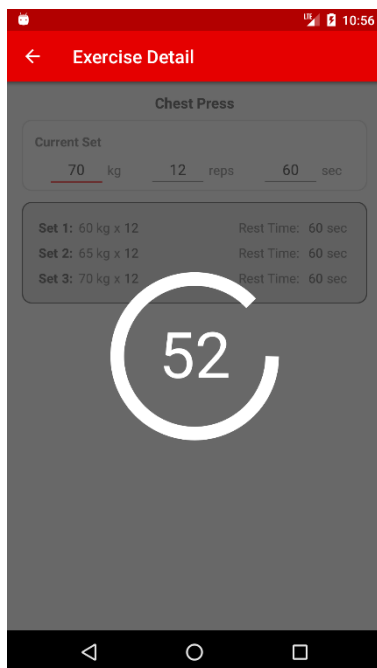 LTE 10:56
Exercise Detail
Chest Press
Current Set
70 kg 12 reps 60 sec
Set 1: 60 kg x 12 Rest Time: 60 sec
Set 2: 65 kg x 12 Rest Time: 60 sec
Set 3: 70 kg x 12 Rest Time: 60 sec
52